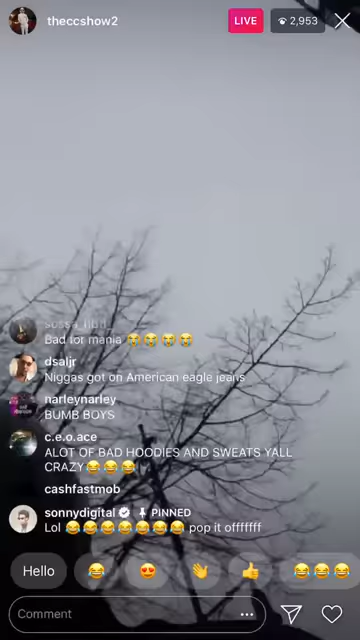 theccshow2
LIVE
2,953
Bad for mania 😭😭😭😭
dsaljr
Niggas got on American eagle jeans
narleynarley
BUMB BOYS
c.e.o.ace
ALOT OF BAD HOODIES AND SWEATS YALL
CRAZY😂😂😂
cashfastmob
sonnydigital PINNED
Lol 😂😂😂😂😂😂😂 pop it offfffff
Hello 😂 😍 👋 👍 😂😂😂
Comment